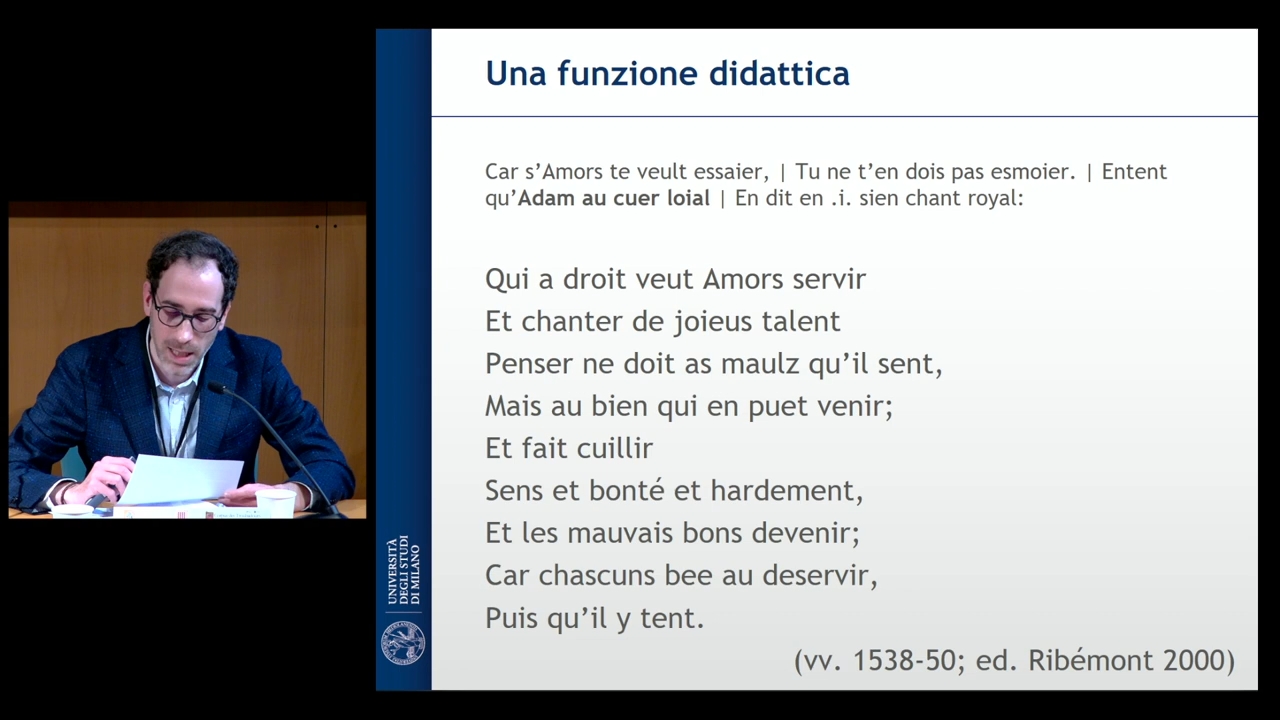 Una funzione didattica
Car s’Amors te veult essaier, | Tu ne t’en dois pas esmoier. | Entent
qu’Adam au cuer loial | En dit en .i. sien chant royal:
Qui a droit veut Amors servir
Et chanter de joieus talent
Penser ne doit as maulz qu’il sent,
Mais au bien qui en puet venir;
Et fait cuillir
Sens et bonté et hardement,
Et les mauvais bons devenir;
Car chascuns bee au deservir,
Puis qu’il y tent.
(vv. 1538-50; ed. Ribémont 2000)
UNIVERSITÀ
DEGLI STUDI
DI MILANO